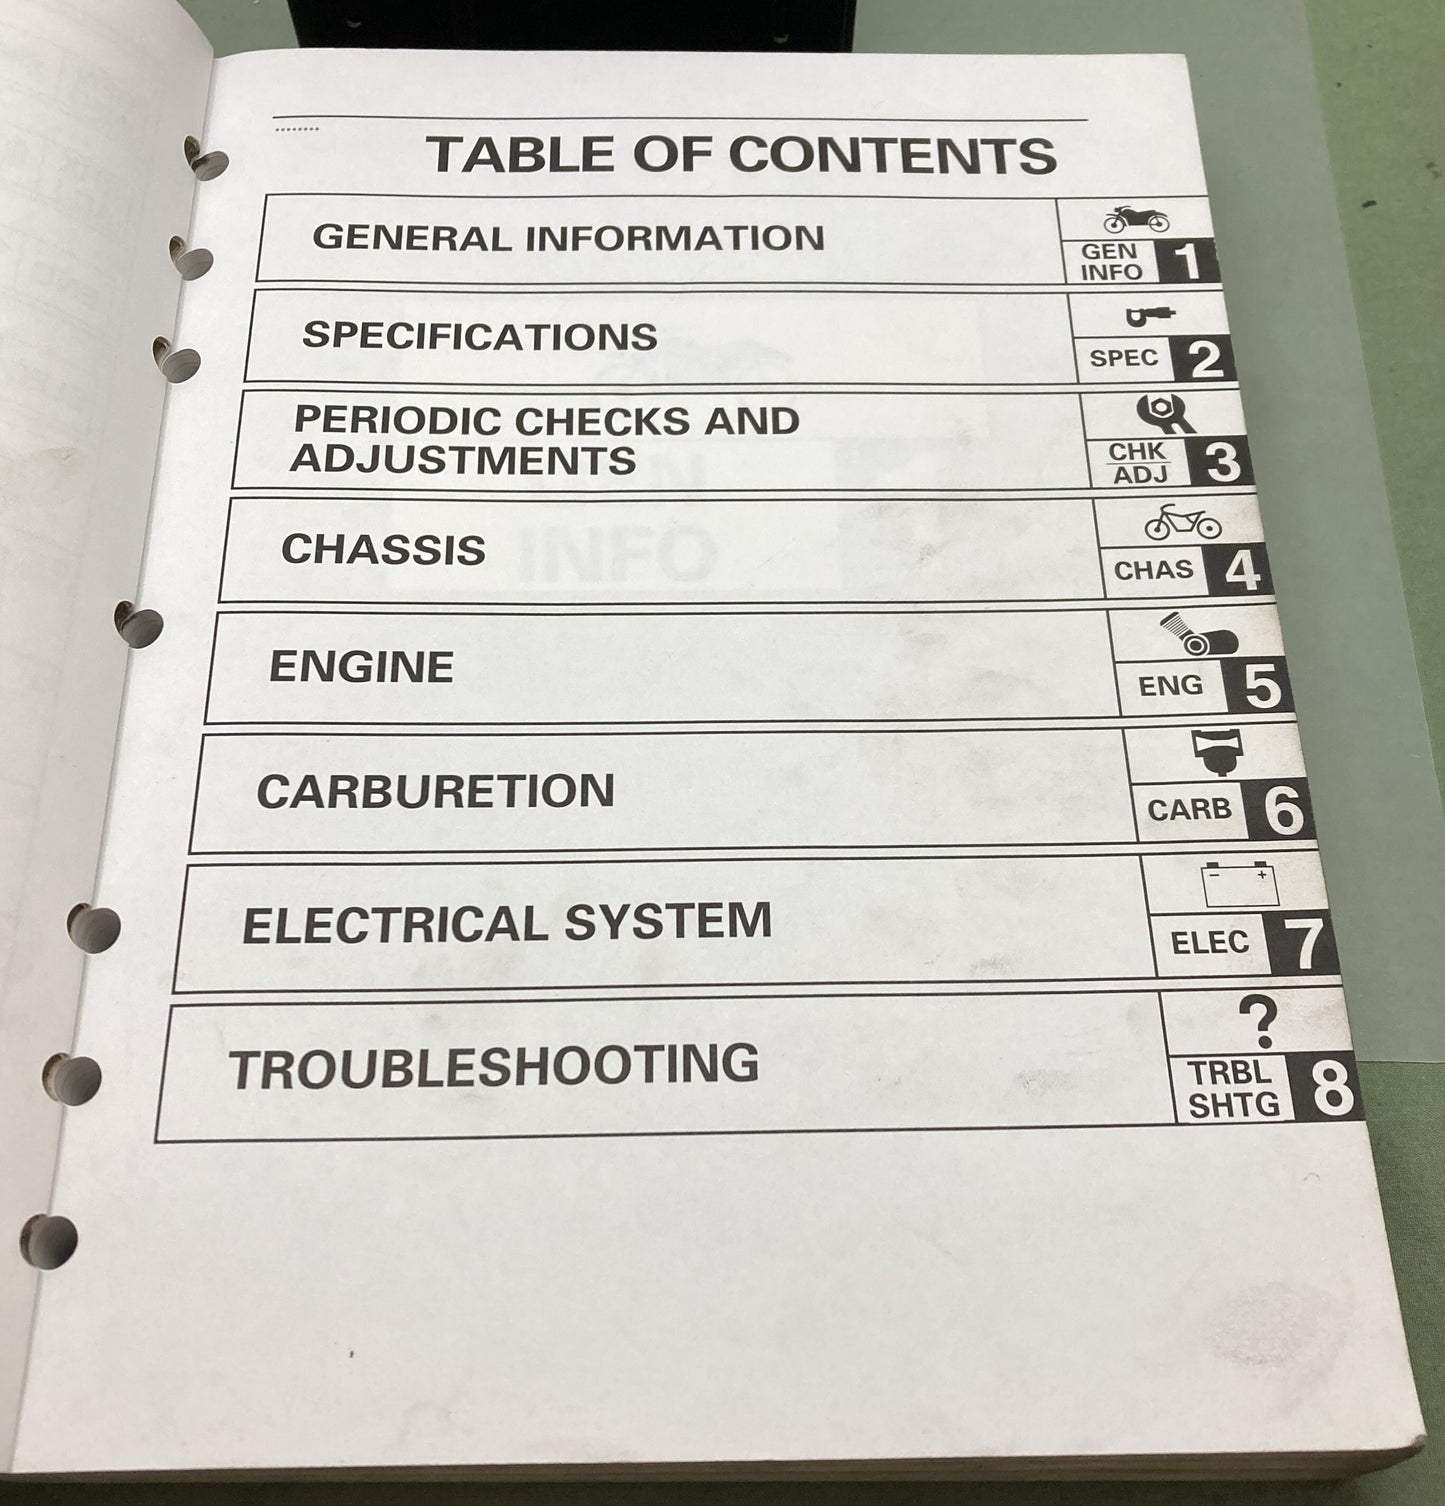 TABLE OF CONTENTS
GENERAL INFORMATION
GEN
INFO
1
SPECIFICATIONS
SPEC
2
PERIODIC CHECKS AND
ADJUSTMENTS
CHK
ADJ
3
CHASSIS
CHAS
4
ENGINE
ENG
5
CARBURETION
CARB
6
ELECTRICAL SYSTEM
- +
ELEC
7
TROUBLESHOOTING
?
TRBL
SHTG
8
INFO